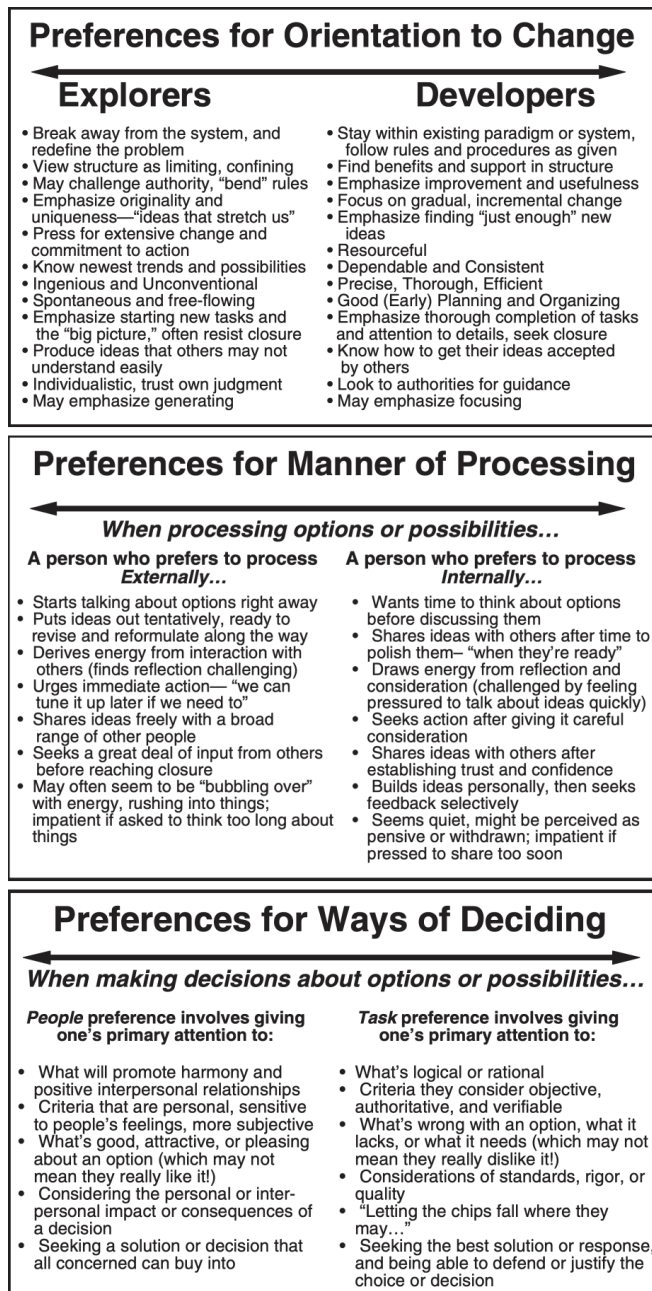 Preferences for Orientation to Change
Explorers
• Break away from the system, and
redefine the problem
• View structure as limiting, confining
• May challenge authority, “bend” rules
• Emphasize originality and
uniqueness—“ideas that stretch us”
• Press for extensive change and
commitment to action
• Know newest trends and possibilities
• Ingenious and Unconventional
• Spontaneous and free-flowing
• Emphasize starting new tasks and
the “big picture,” often resist closure
• Produce ideas that others may not
understand easily
• Individualistic, trust own judgment
• May emphasize generating
Developers
• Stay within existing paradigm or system,
follow rules and procedures as given
• Find benefits and support in structure
• Emphasize improvement and usefulness
• Focus on gradual, incremental change
• Emphasize finding “just enough” new
ideas
• Resourceful
• Dependable and Consistent
• Precise, Thorough, Efficient
• Good (Early) Planning and Organizing
• Emphasize thorough completion of tasks
and attention to details, seek closure
• Know how to get their ideas accepted
by others
• Look to authorities for guidance
• May emphasize focusing
Preferences for Manner of Processing
When processing options or possibilities…
A person who prefers to process
Externally…
• Starts talking about options right away
• Puts ideas out tentatively, ready to
revise and reformulate along the way
• Derives energy from interaction with
others (finds reflection challenging)
• Urges immediate action— “we can
tune it up later if we need to”
• Shares ideas freely with a broad
range of other people
• Seeks a great deal of input from others
before reaching closure
• May often seem to be “bubbling over”
with energy, rushing into things;
impatient if asked to think too long about
things
A person who prefers to process
Internally…
• Wants time to think about options
before discussing them
• Shares ideas with others after time to
polish them– “when they’re ready”
• Draws energy from reflection and
consideration (challenged by feeling
pressured to talk about ideas quickly)
• Seeks action after giving it careful
consideration
• Shares ideas with others after
establishing trust and confidence
• Builds ideas personally, then seeks
feedback selectively
• Seems quiet, might be perceived as
pensive or withdrawn; impatient if
pressed to share too soon
Preferences for Ways of Deciding
When making decisions about options or possibilities…
People preference involves giving
one’s primary attention to:
• What will promote harmony and
positive interpersonal relationships
• Criteria that are personal, sensitive
to people’s feelings, more subjective
• What’s good, attractive, or pleasing
about an option (which may not
mean they really like it!)
• Considering the personal or inter-
personal impact or consequences of
a decision
• Seeking a solution or decision that
all concerned can buy into
Task preference involves giving
one’s primary attention to:
• What’s logical or rational
• Criteria they consider objective,
authoritative, and verifiable
• What’s wrong with an option, what it
lacks, or what it needs (which may not
mean they really dislike it!)
• Considerations of standards, rigor, or
quality
• “Letting the chips fall where they
may…”
• Seeking the best solution or response,
and being able to defend or justify the
choice or decision